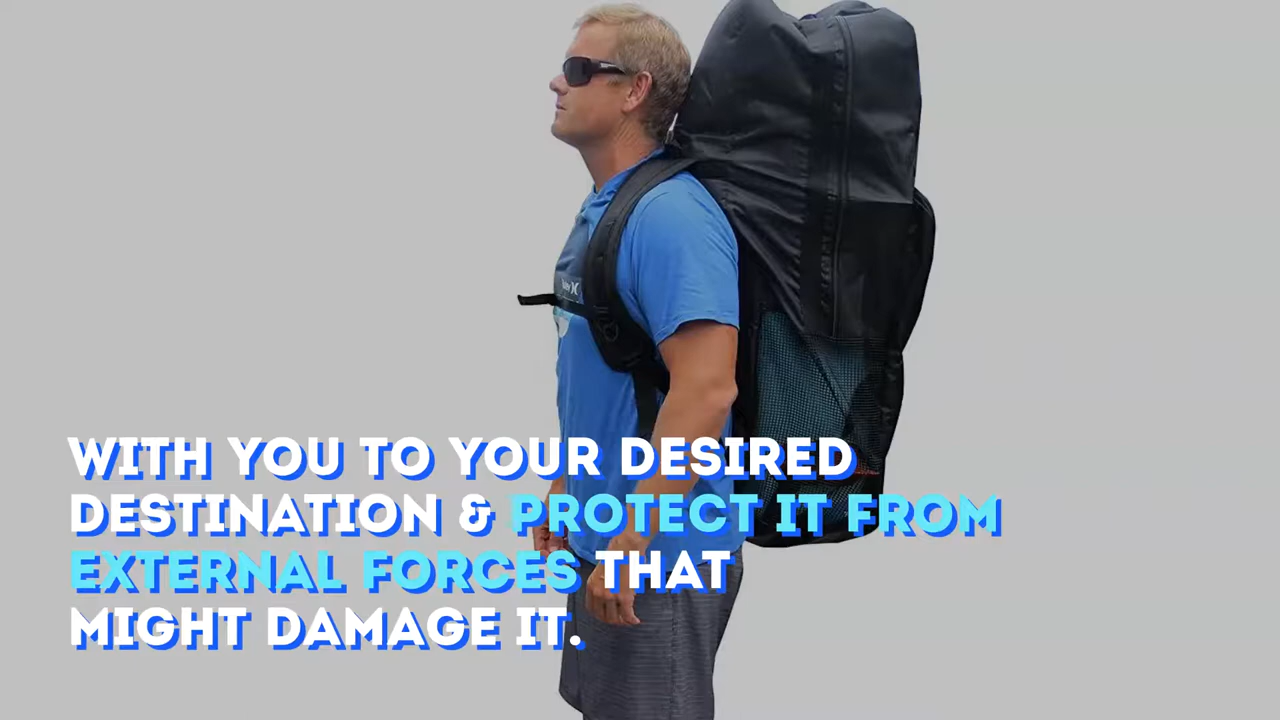 WITH YOU TO YOUR DESIRED
DESTINATION & PROTECT IT FROM
EXTERNAL FORCES THAT
MIGHT DAMAGE IT.